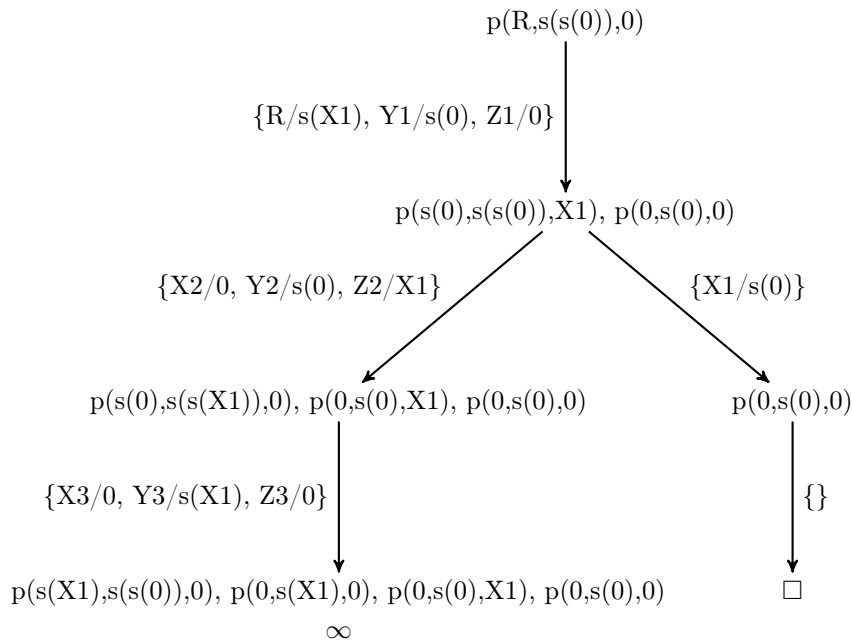 p(R,s(s(0)),0)
{R/s(X1), Y1/s(0), Z1/0}
p(s(0),s(s(0)),X1), p(0,s(0),0)
{X2/0, Y2/s(0), Z2/X1}
{X1/s(0)}
p(s(0),s(s(X1)),0), p(0,s(0),X1), p(0,s(0),0)
p(0,s(0),0)
{X3/0, Y3/s(X1), Z3/0}
{}
p(s(X1),s(s(0)),0), p(0,s(X1),0), p(0,s(0),X1), p(0,s(0),0)
□
∞